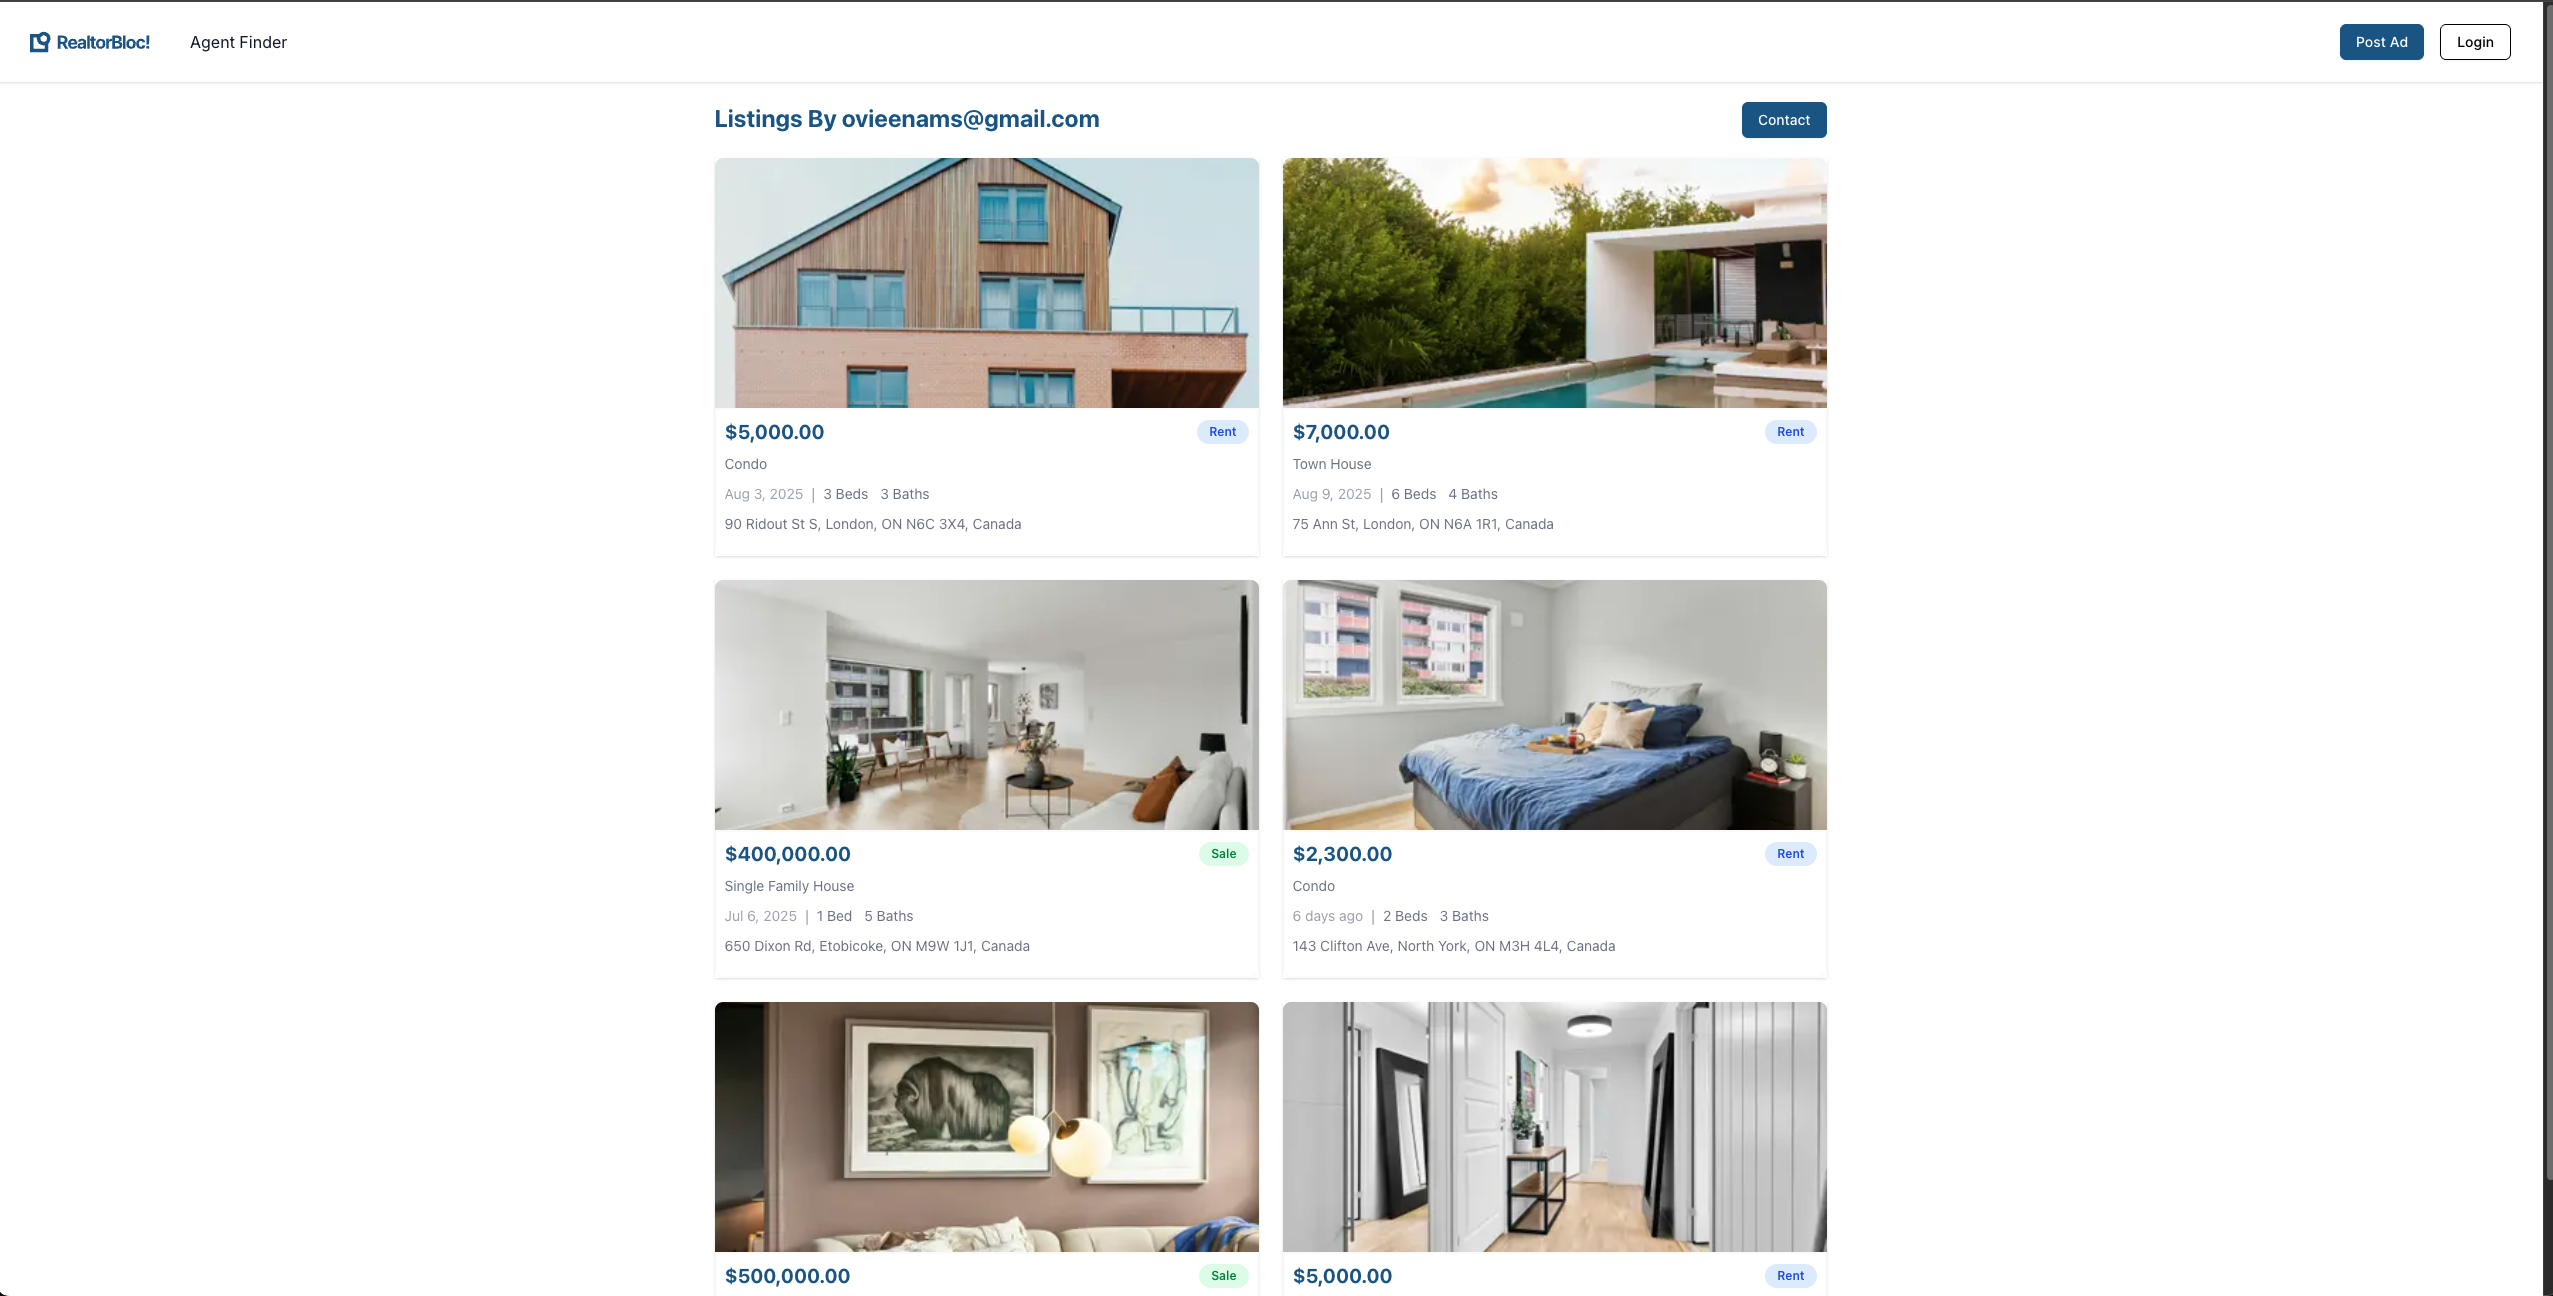 RealtorBloc!
Agent Finder
Post Ad
Login
Listings By ovieenams@gmail.com
Contact
$5,000.00
Rent
Condo
Aug 3, 2025 | 3 Beds 3 Baths
90 Ridout St S, London, ON N6C 3X4, Canada
$7,000.00
Rent
Town House
Aug 9, 2025 | 6 Beds 4 Baths
75 Ann St, London, ON N6A 1R1, Canada
$400,000.00
Sale
Single Family House
Jul 6, 2025 | 1 Bed 5 Baths
650 Dixon Rd, Etobicoke, ON M9W 1J1, Canada
$2,300.00
Rent
Condo
6 days ago | 2 Beds 3 Baths
143 Clifton Ave, North York, ON M3H 4L4, Canada
$500,000.00
Sale
$5,000.00
Rent